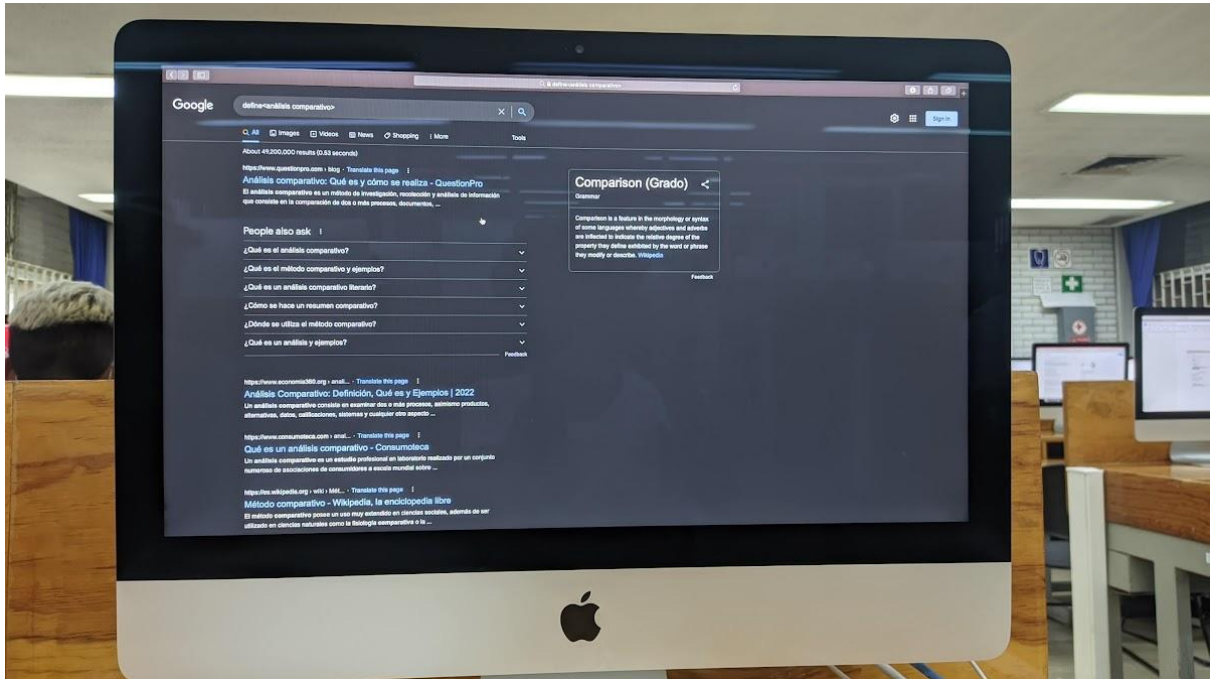 define<análisis comparativo>
Google
define<análisis comparativo>
Sign in
All Images Videos News Shopping More Tools
About 49,200,000 results (0.53 seconds)
https://www.questionpro.com › blog · Translate this page
Análisis comparativo: Qué es y cómo se realiza - QuestionPro
El análisis comparativo es un método de investigación, recolección y análisis de información
que consiste en la comparación de dos o más procesos, documentos, ...
People also ask
¿Qué es el análisis comparativo?
¿Qué es el método comparativo y ejemplos?
¿Qué es un análisis comparativo literario?
¿Cómo se hace un resumen comparativo?
¿Dónde se utiliza el método comparativo?
¿Qué es un análisis y ejemplos?
Feedback
https://www.economia360.org › anali... · Translate this page
Análisis Comparativo: Definición, Qué es y Ejemplos | 2022
Un análisis comparativo consiste en examinar dos o más procesos, asimismo productos,
alternativas, datos, calificaciones, sistemas y cualquier otro aspecto ...
https://www.consumoteca.com › anal... · Translate this page
Qué es un análisis comparativo - Consumoteca
Un análisis comparativo es un estudio profesional en laboratorio realizado por un conjunto
numeroso de asociaciones de consumidores a escala mundial sobre ...
https://es.wikipedia.org › wiki › Mét... · Translate this page
Método comparativo - Wikipedia, la enciclopedia libre
El método comparativo posee un uso muy extendido en ciencias sociales, además de ser
utilizado en ciencias naturales como la fisiología comparativa o la ...
Comparison (Grado)
Grammar
Comparison is a feature in the morphology or syntax
of some languages whereby adjectives and adverbs
are inflected to indicate the relative degree of the
property they define exhibited by the word or phrase
they modify or describe. Wikipedia
Feedback